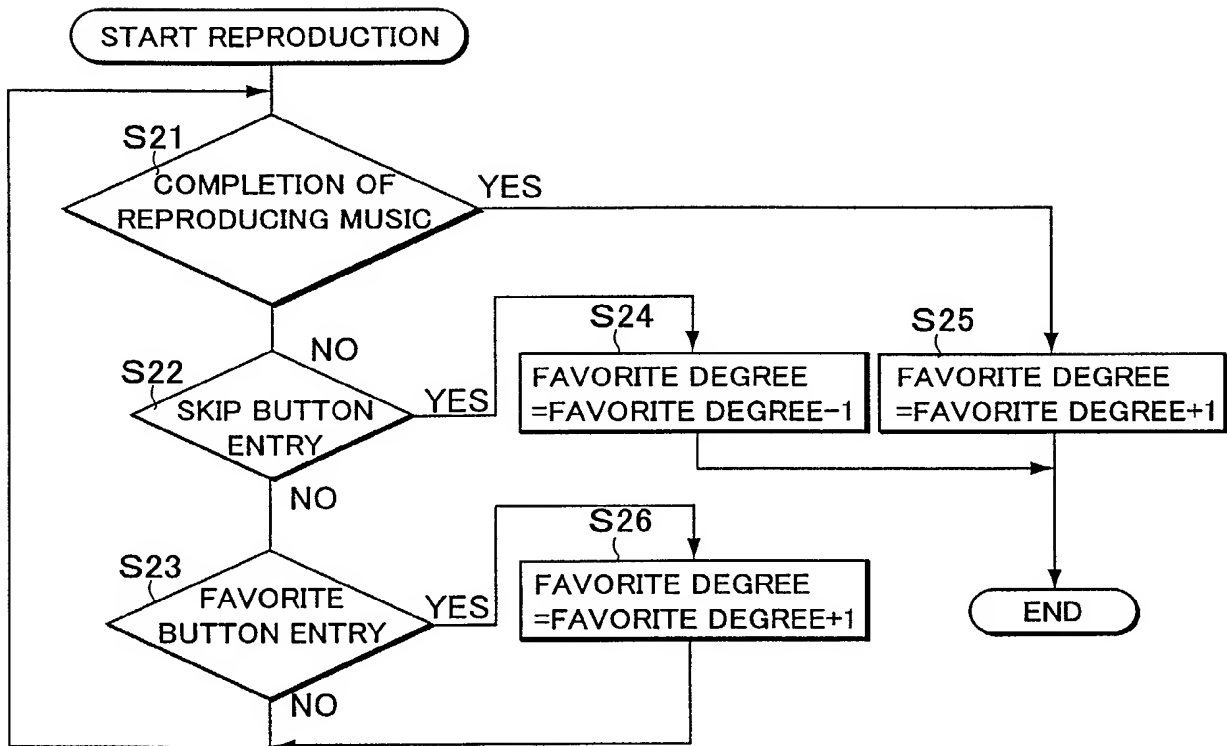 START REPRODUCTION
S21
COMPLETION OF
REPRODUCING MUSIC
YES
NO
S22
SKIP BUTTON
ENTRY
YES
S24
FAVORITE DEGREE
=FAVORITE DEGREE-1
S25
FAVORITE DEGREE
=FAVORITE DEGREE+1
NO
S23
FAVORITE
BUTTON ENTRY
YES
S26
FAVORITE DEGREE
=FAVORITE DEGREE+1
END
NO